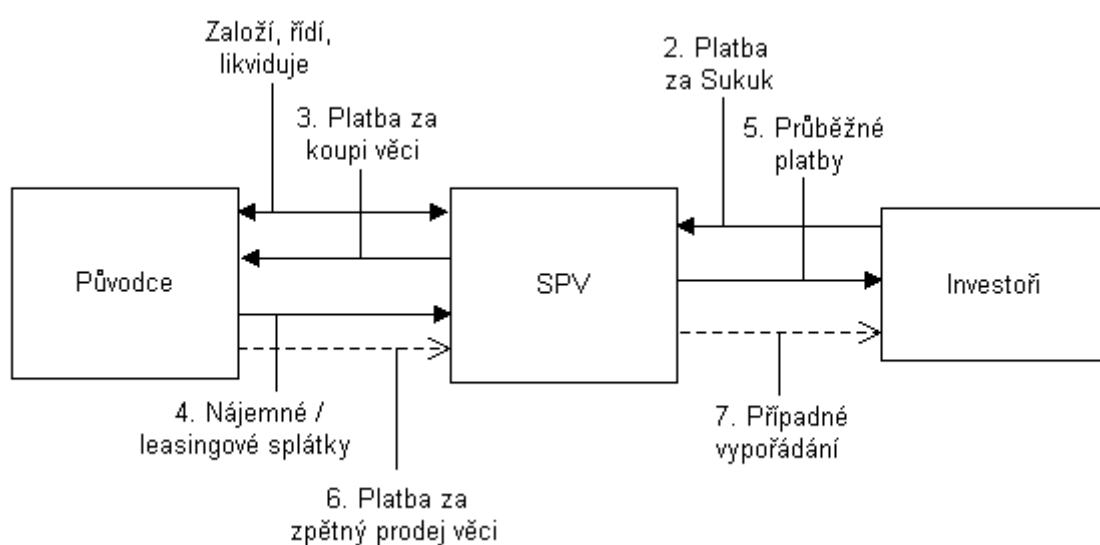 Založí, řídí,
likviduje
2. Platba
za Sukuk
3. Platba za
koupi věci
5. Průběžné
platby
Původce
SPV
Investoři
4. Nájemné /
leasingové splátky
7. Případné
vypořádání
6. Platba za
zpětný prodej věci